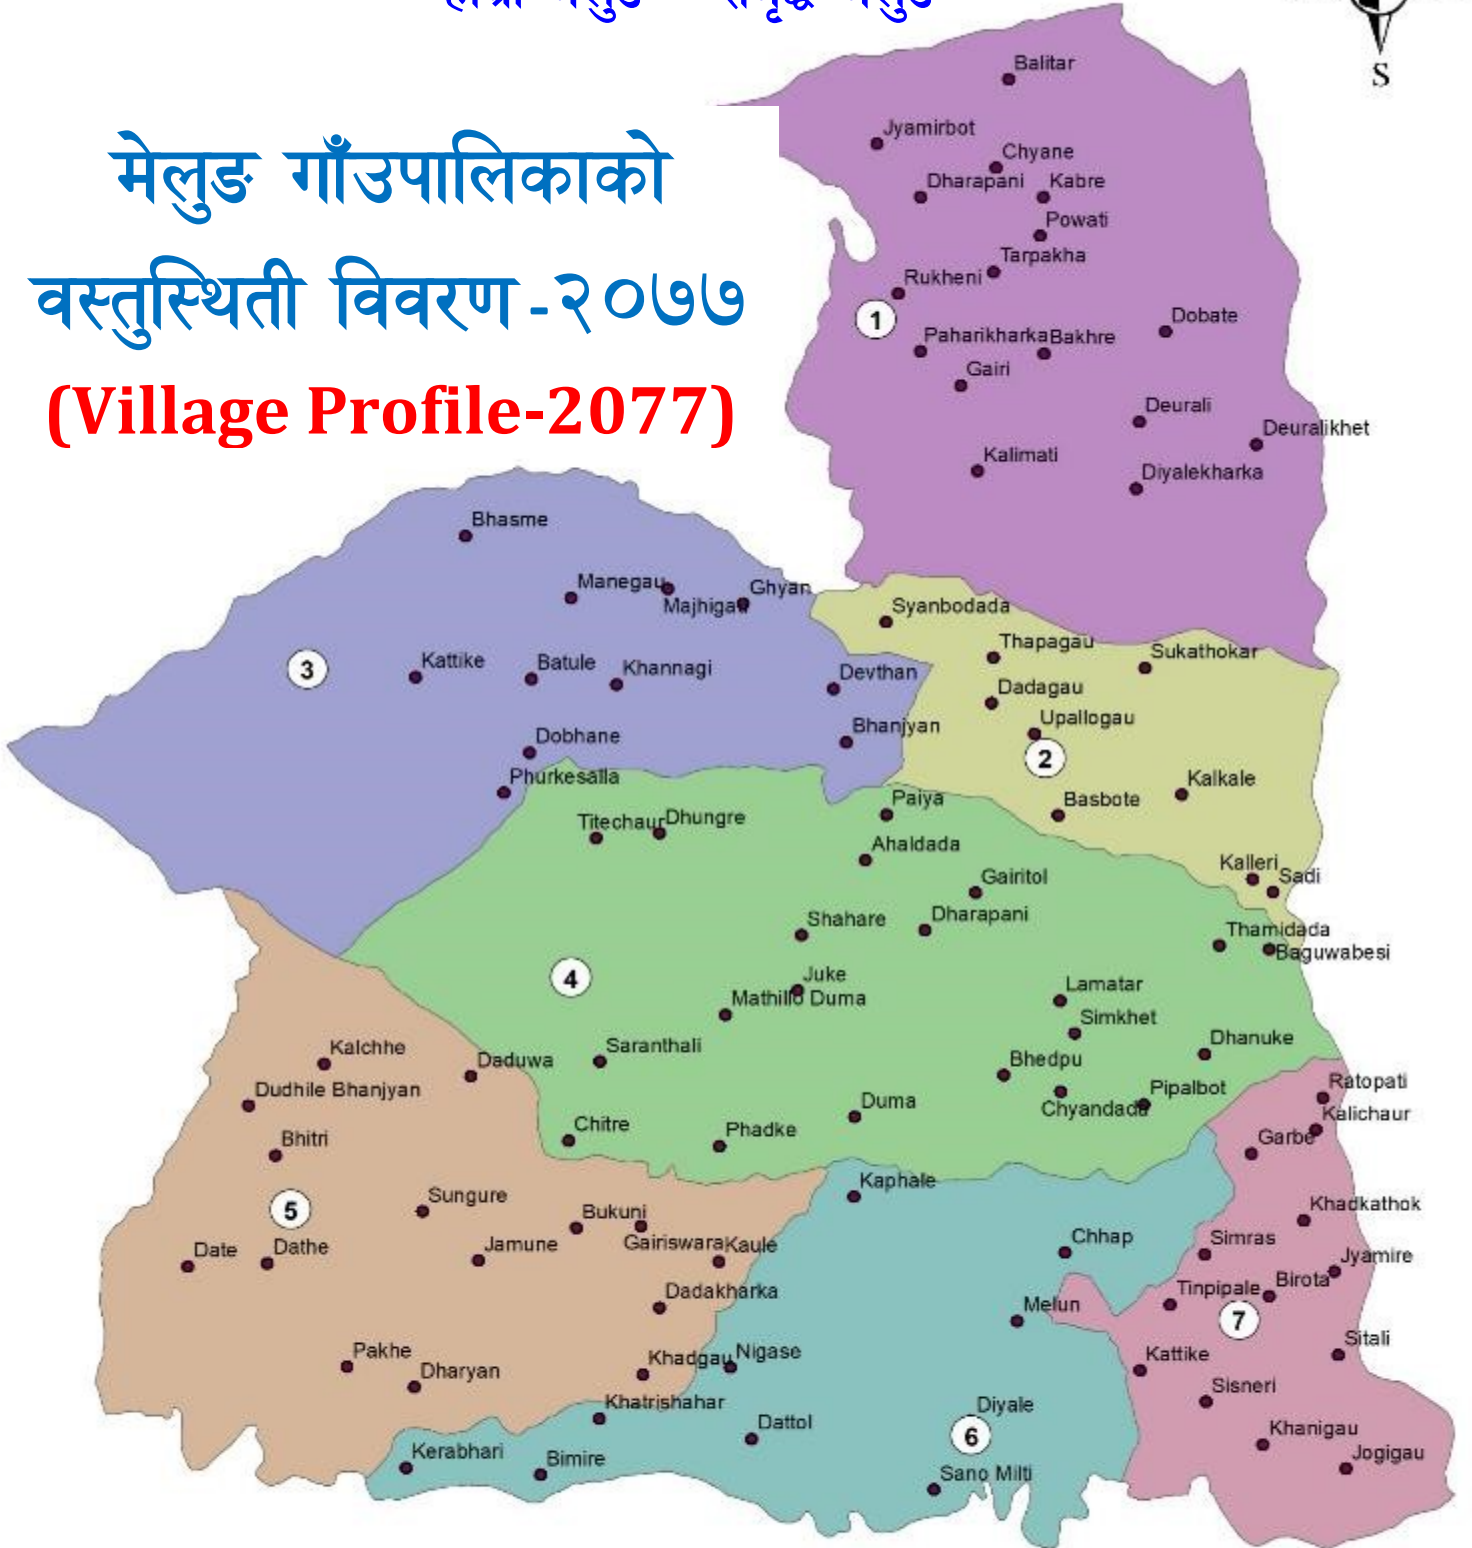 S
Balitar
Jyamirbot
Chyane
Dharapani
Kabre
Powati
Tarpakha
Rukheni
1
Dobate
Paharikharka
Bakhre
Gairi
Deurali
Deuralikhet
Kalimati
Diyalekharka
मेलुङ गाँउपालिकाको
वस्तुस्थिती विवरण-२०७७
(Village Profile-2077)
Bhasme
Manegau
Majhigau
Ghyan
Syanbodada
Thapagau
Sukathokar
3
Kattike
Batule
Khannagi
Devthan
Dadagau
Upallogau
Bhanjyan
Dobhane
2
Phurkesalla
Kalkale
Paiya
Basbote
Titechaur
Dhungre
Ahaldada
Kalleri
Sadi
Gairitol
Shahare
Dharapani
Thamidada
Baguwabesi
4
Juke
Mathillo Duma
Lamatar
Simkhet
Saranthali
Dhanuke
Kalchhe
Daduwa
Bhedpu
Dudhile Bhanjyan
Duma
Chyandada
Pipalbot
Ratopati
Kalichaur
Chitre
Phadke
Bhitri
Garbe
Kaphale
5
Sungure
Bukuni
Khadkathok
Date
Dathe
Jamune
Gairiswara
Kaule
Chhap
Simras
Jyamire
Dadakharka
Melun
Tinpipale
Birota
7
Pakhe
Dharyan
Khadgau
Nigase
Kattike
Sitali
Sisneri
Khatrishahar
Dattol
Diyale
6
Khanigau
Kerabhari
Bimire
Sano Milti
Jogigau